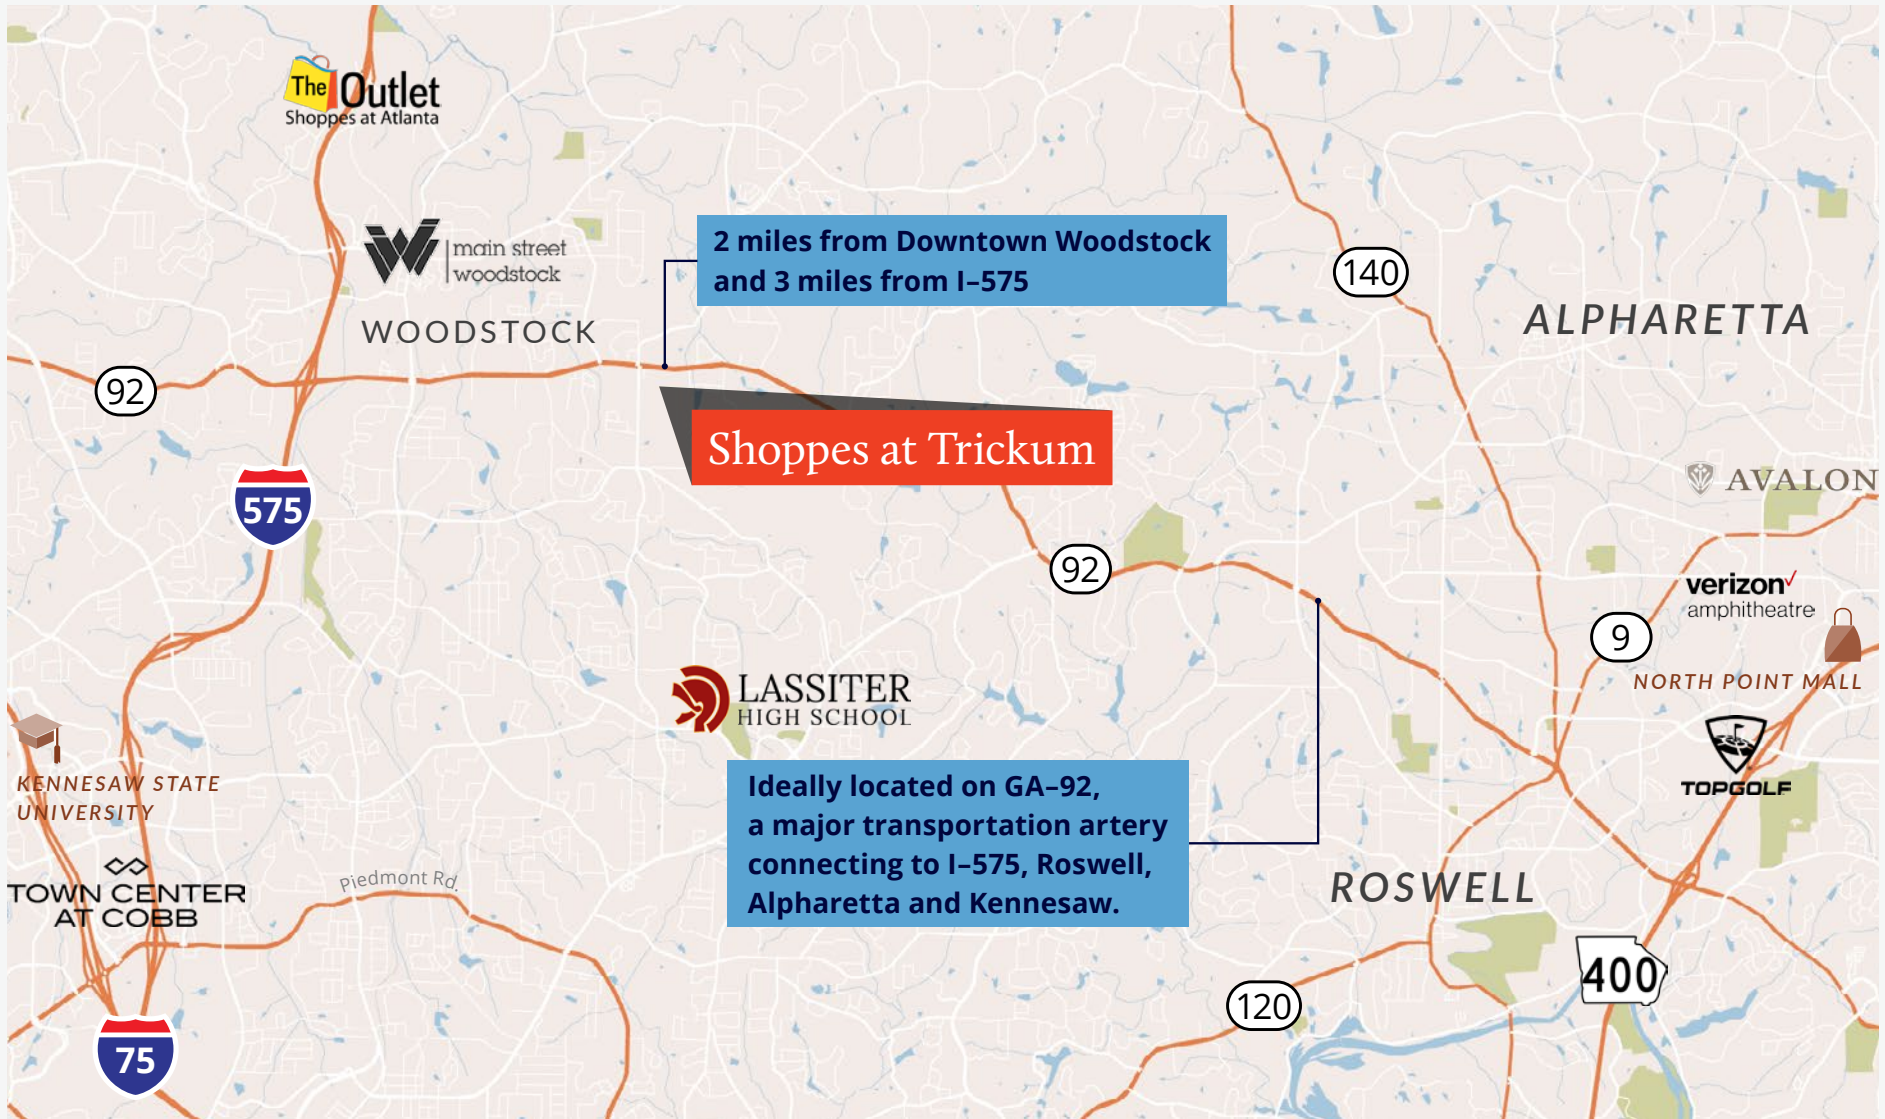 The Outlet
Shoppes at Atlanta
main street
woodstock
WOODSTOCK
2 miles from Downtown Woodstock
and 3 miles from I–575
140
ALPHARETTA
92
Shoppes at Trickum
AVALON
575
92
verizon
amphitheatre
9
NORTH POINT MALL
LASSITER
HIGH SCHOOL
TOPGOLF
KENNESAW STATE
UNIVERSITY
Ideally located on GA–92,
a major transportation artery
connecting to I–575, Roswell,
Alpharetta and Kennesaw.
TOWN CENTER
AT COBB
Piedmont Rd.
ROSWELL
400
120
75